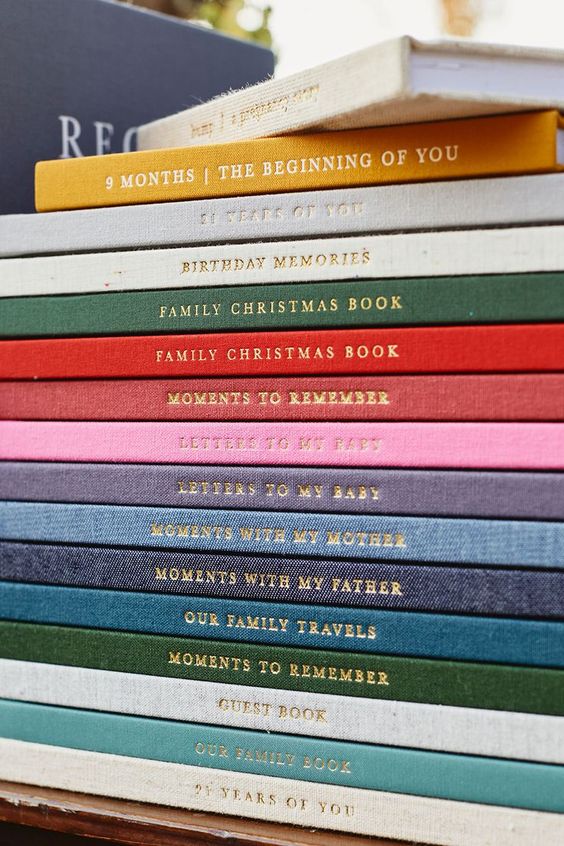 REC
bump | a pregnancy story
9 MONTHS | THE BEGINNING OF YOU
21 YEARS OF YOU
BIRTHDAY MEMORIES
FAMILY CHRISTMAS BOOK
FAMILY CHRISTMAS BOOK
MOMENTS TO REMEMBER
LETTERS TO MY BABY
LETTERS TO MY BABY
MOMENTS WITH MY MOTHER
MOMENTS WITH MY FATHER
OUR FAMILY TRAVELS
MOMENTS TO REMEMBER
GUEST BOOK
OUR FAMILY BOOK
21 YEARS OF YOU